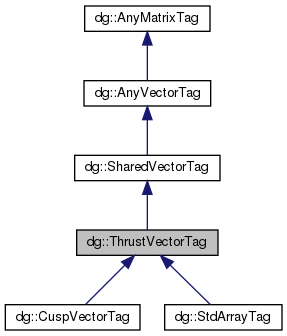 dg::AnyMatrixTag
dg::AnyVectorTag
dg::SharedVectorTag
dg::ThrustVectorTag
dg::CuspVectorTag
dg::StdArrayTag